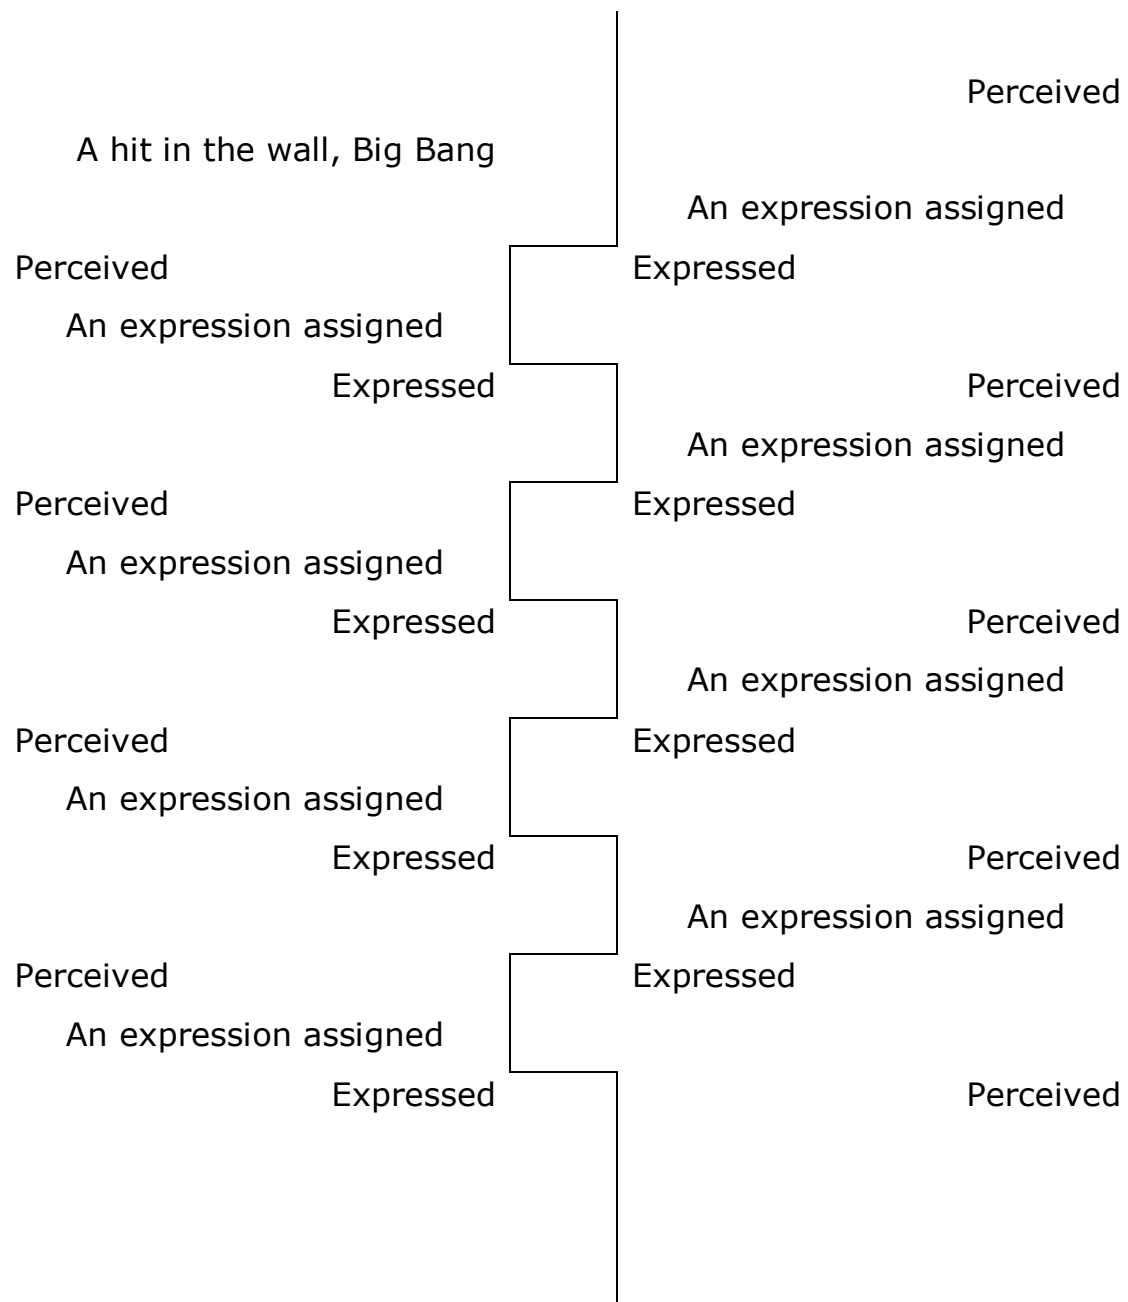 Perceived
A hit in the wall, Big Bang
An expression assigned
Perceived Expressed
An expression assigned
Expressed Perceived
An expression assigned
Perceived Expressed
An expression assigned
Expressed Perceived
An expression assigned
Perceived Expressed
An expression assigned
Expressed Perceived
An expression assigned
Perceived Expressed
An expression assigned
Expressed Perceived